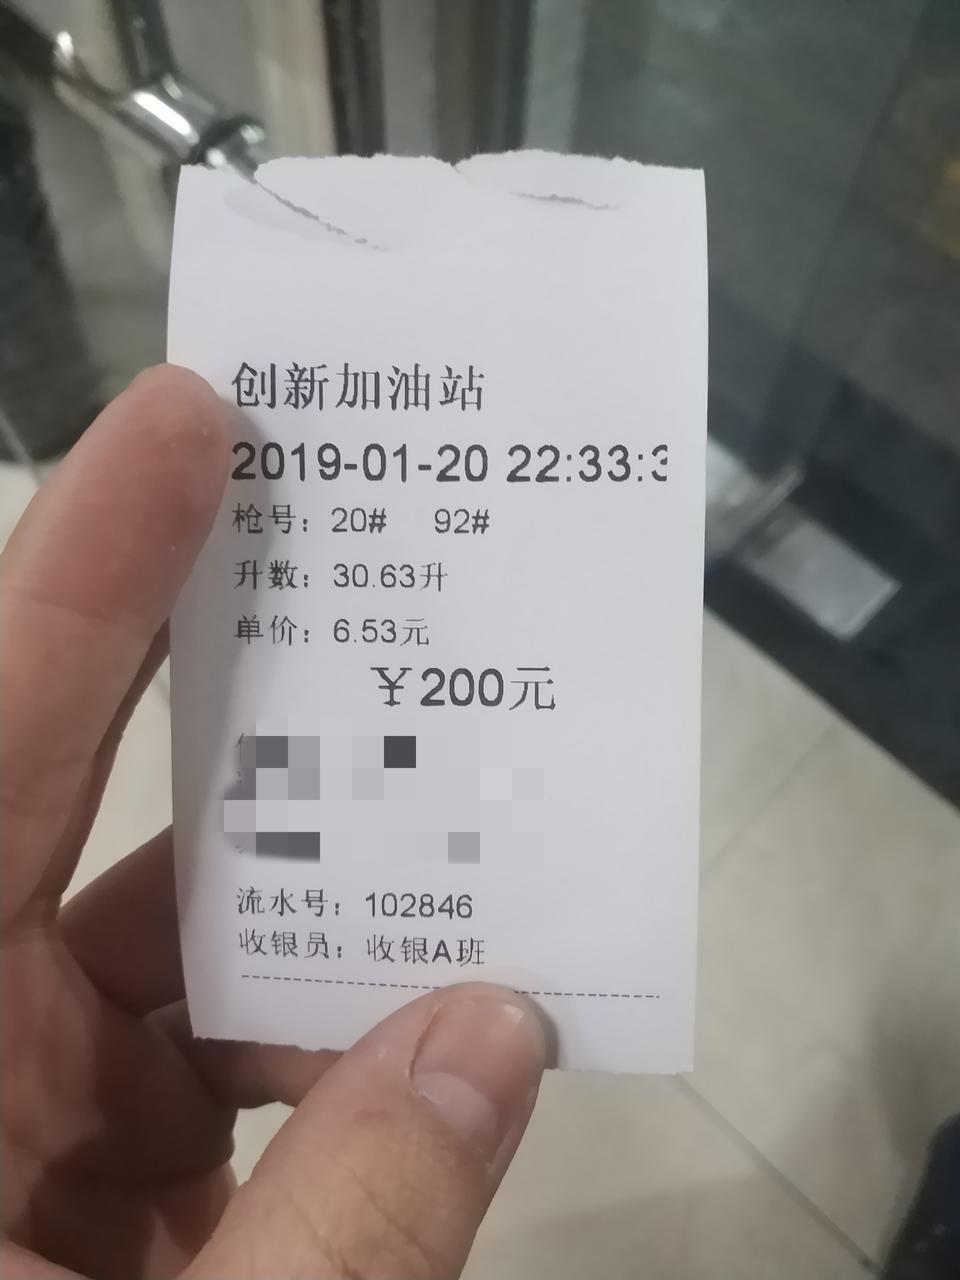 创新加油站
2019-01-20 22:33:3
枪号：20# 92#
升数：30.63升
单价：6.53元
￥200元
流水号：102846
收银员：收银A班